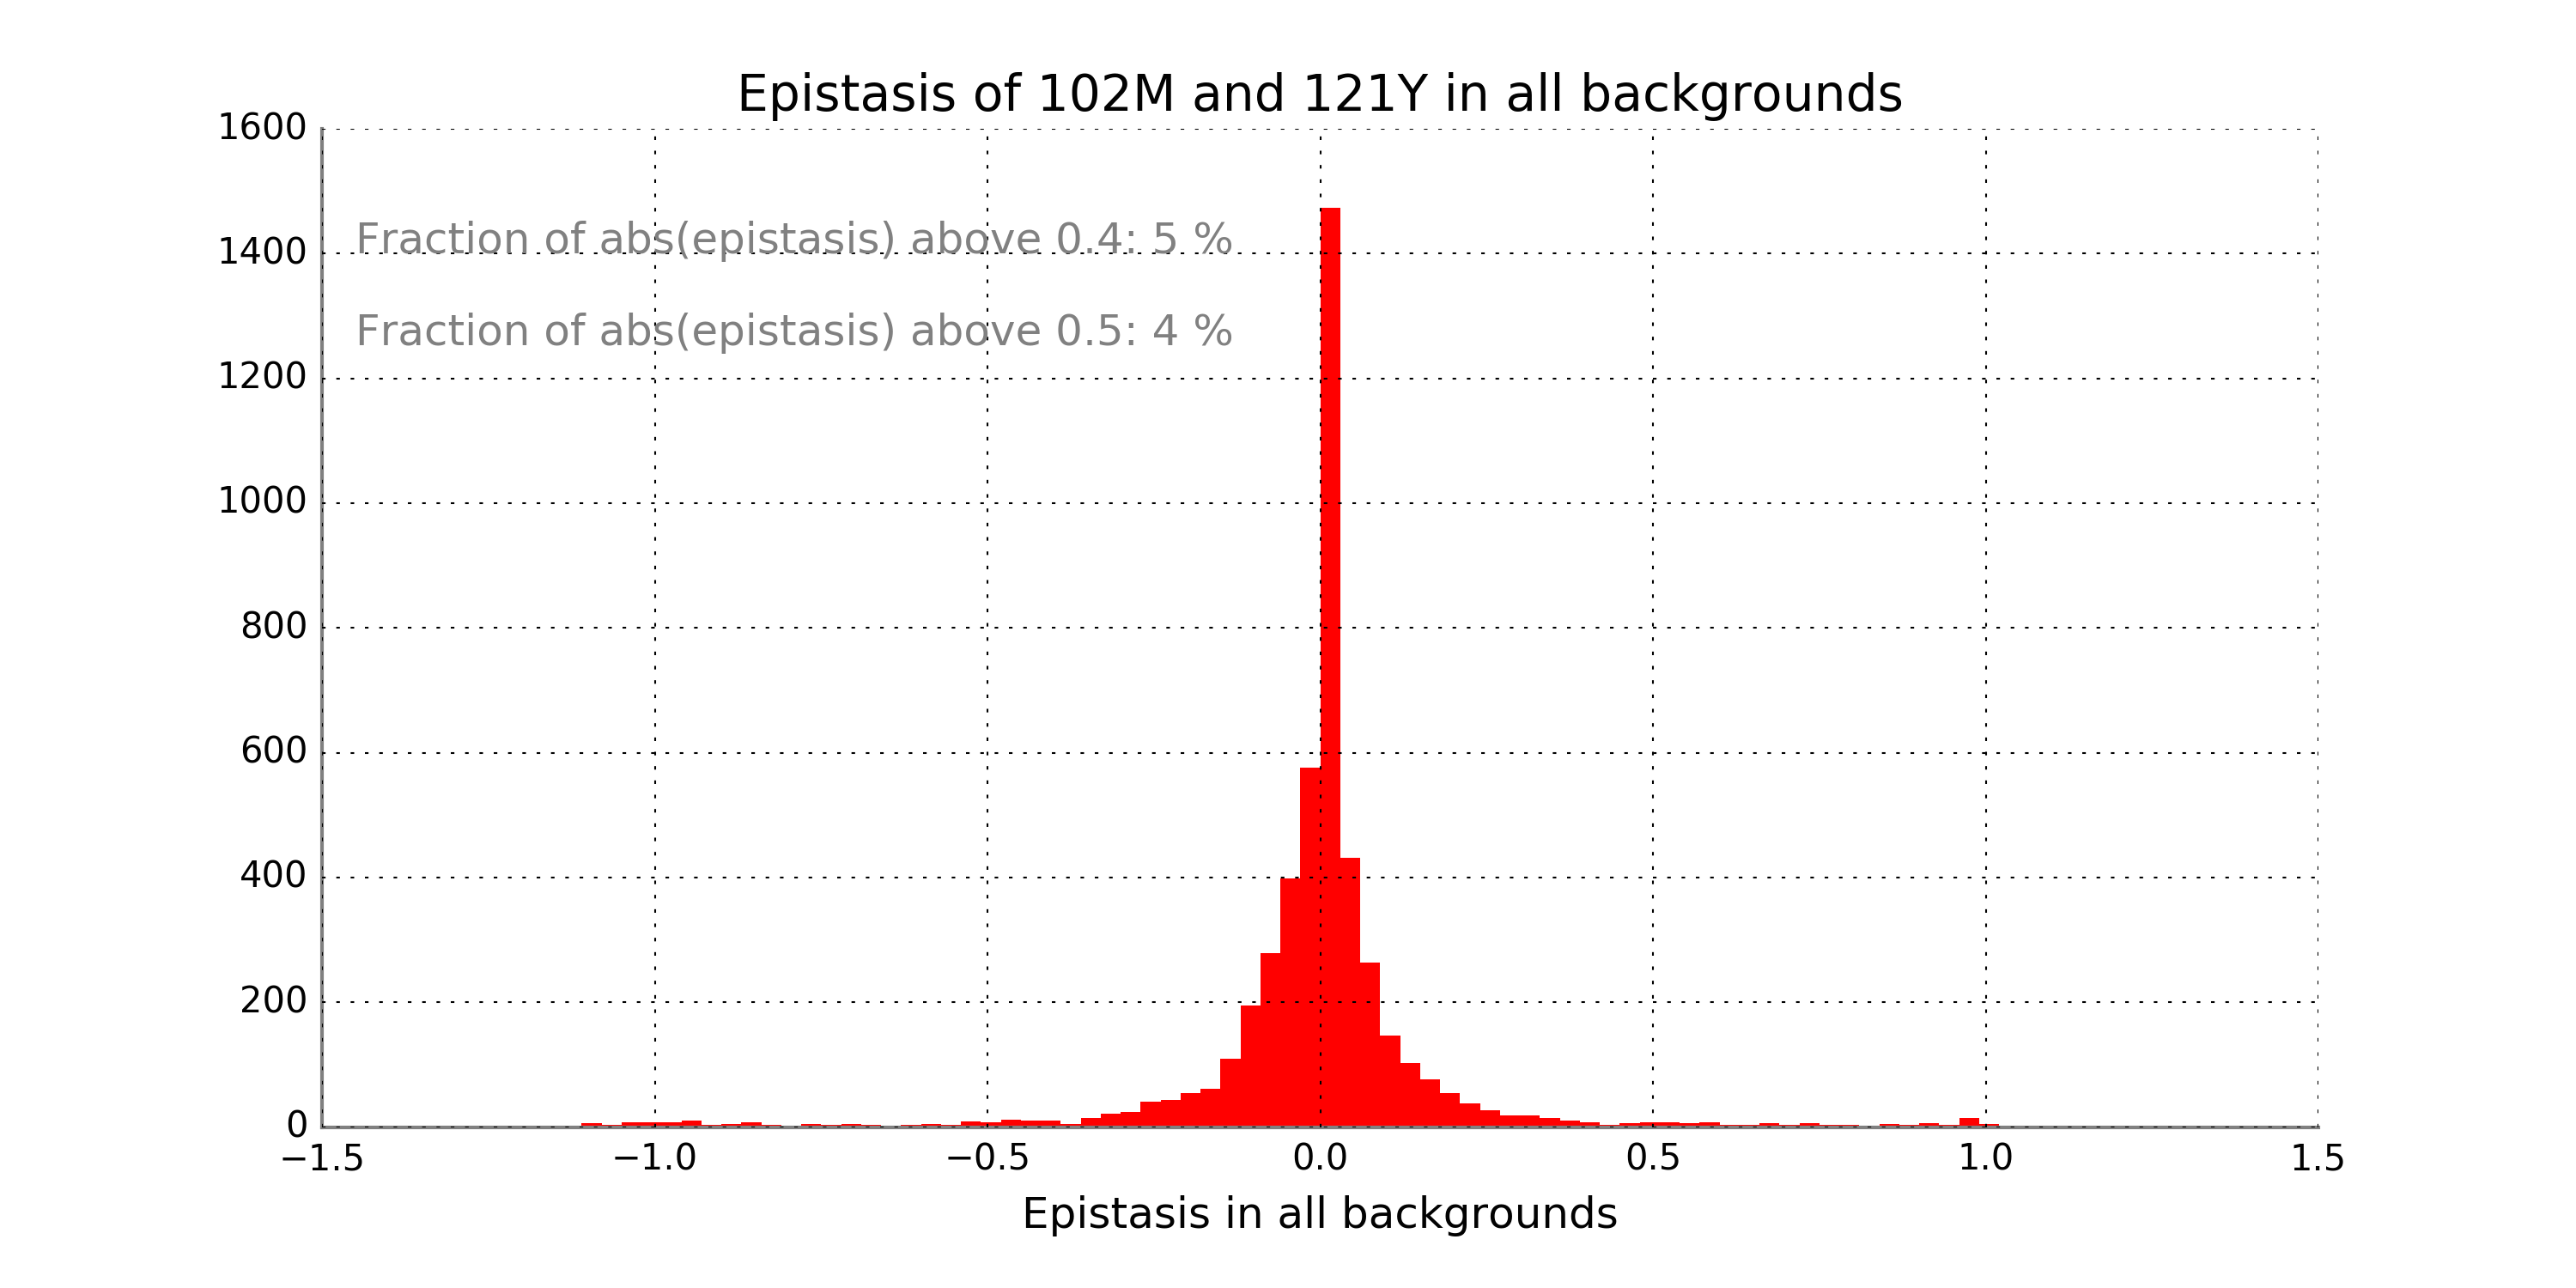 Epistasis of 102M and 121Y in all backgrounds
1600
Fraction of abs(epistasis) above 0.4: 5 %
1400
Fraction of abs(epistasis) above 0.5: 4 %
1200
1000
800
600
400
200
0
−1.5 −1.0 −0.5 0.0 0.5 1.0 1.5
Epistasis in all backgrounds